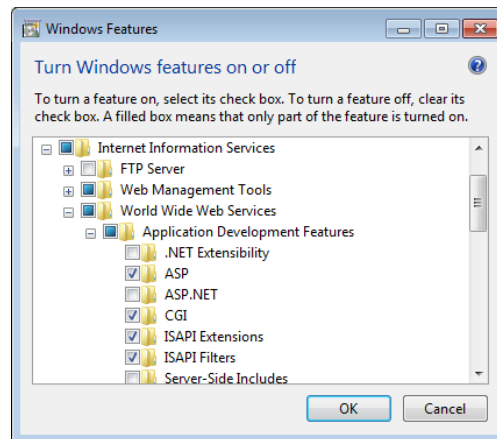 Windows Features
Turn Windows features on or off
To turn a feature on, select its check box. To turn a feature off, clear its
check box. A filled box means that only part of the feature is turned on.
Internet Information Services
FTP Server
Web Management Tools
World Wide Web Services
Application Development Features
.NET Extensibility
ASP
ASP.NET
CGI
ISAPI Extensions
ISAPI Filters
Server-Side Includes
OK
Cancel